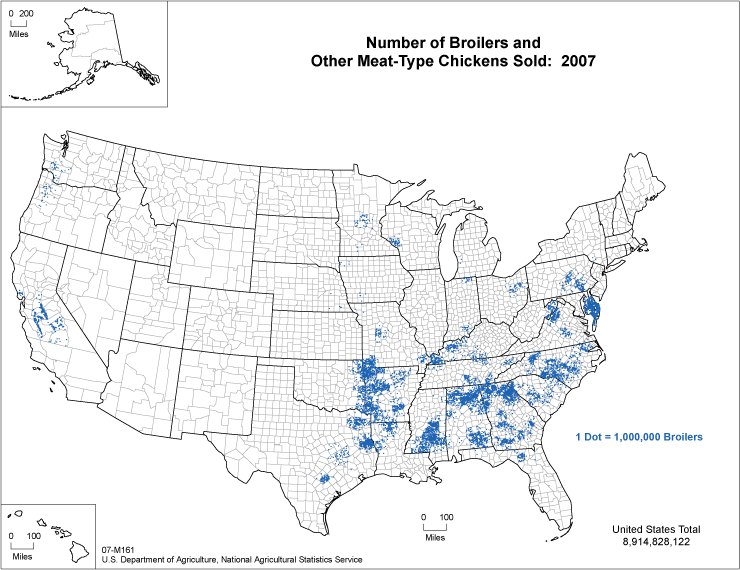 0 200
Miles
Number of Broilers and
Other Meat-Type Chickens Sold: 2007
1 Dot = 1,000,000 Broilers
0 100
Miles
0 100
Miles
United States Total
8,914,828,122
07-M161
U.S. Department of Agriculture, National Agricultural Statistics Service